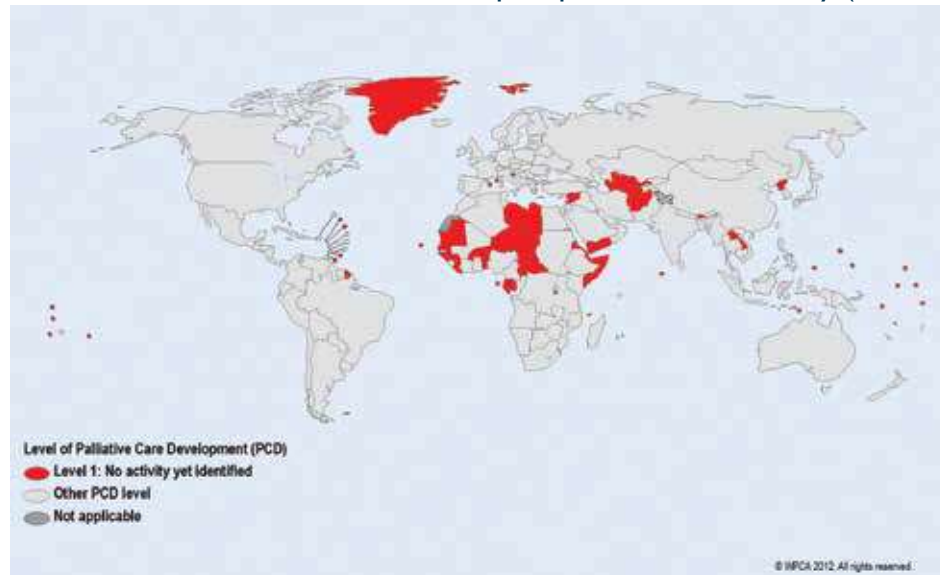 Level of Palliative Care Development (PCD)
Level 1: No activity yet identified
Other PCD level
Not applicable
© WPCA 2012. All rights reserved.